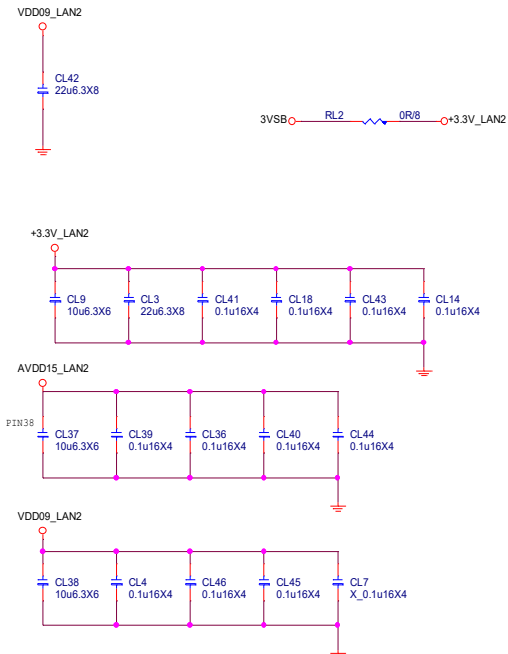 VDD09_LAN2
CL42
22u6.3X8
3VSB
RL2
0R/8
+3.3V_LAN2
+3.3V_LAN2
CL9
10u6.3X6
CL3
22u6.3X8
CL41
0.1u16X4
CL18
0.1u16X4
CL43
0.1u16X4
CL14
0.1u16X4
AVDD15_LAN2
PIN38
CL37
10u6.3X6
CL39
0.1u16X4
CL36
0.1u16X4
CL40
0.1u16X4
CL44
0.1u16X4
VDD09_LAN2
CL38
10u6.3X6
CL4
0.1u16X4
CL46
0.1u16X4
CL45
0.1u16X4
CL7
X_0.1u16X4